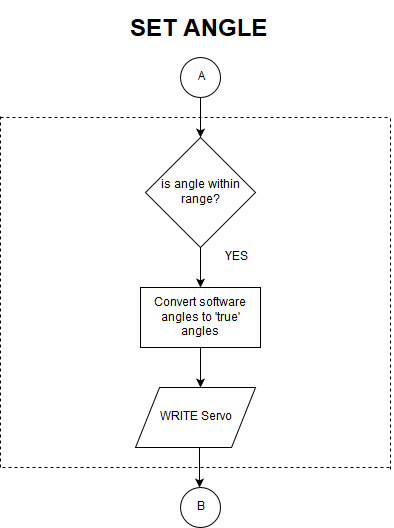 SET ANGLE
A
is angle within
range?
YES
Convert software
angles to 'true'
angles
WRITE Servo
B